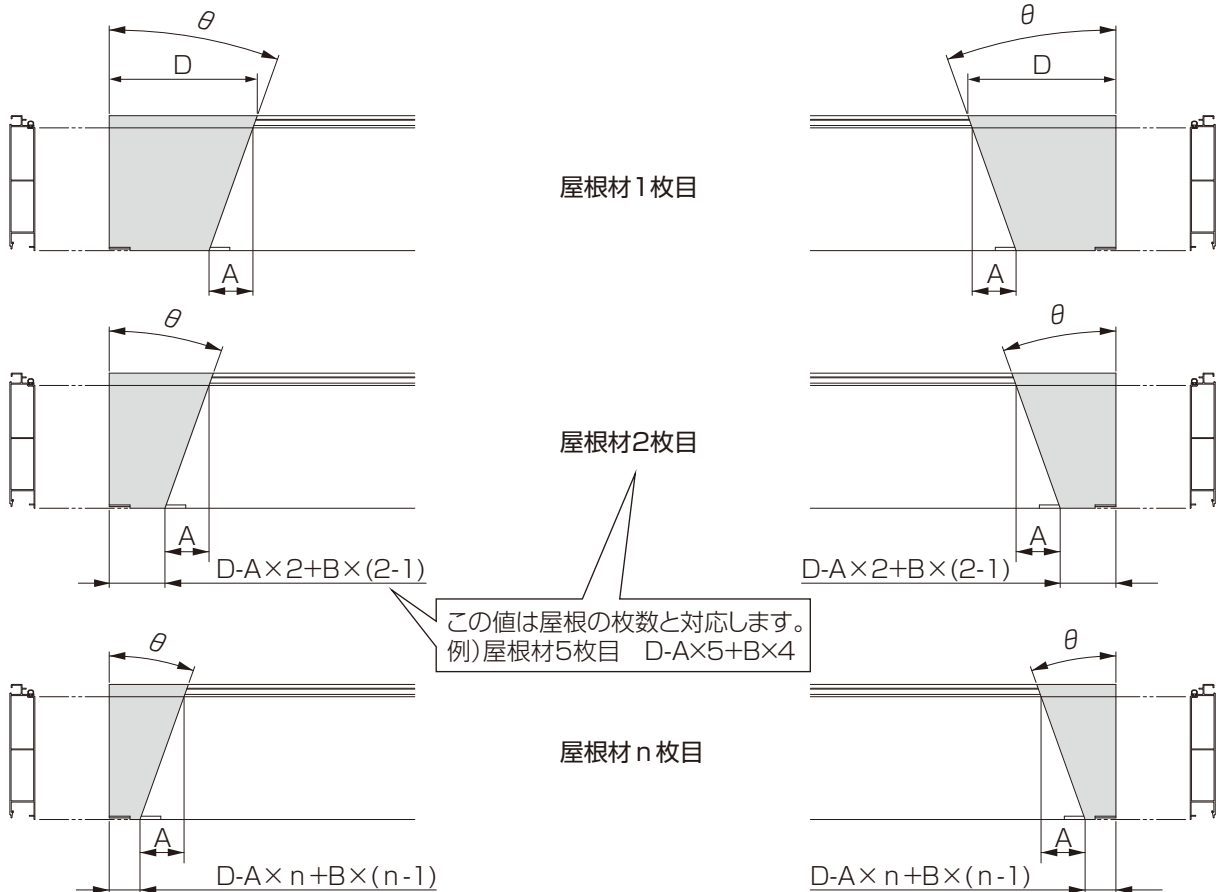 θ θ
D D
屋根材1枚目
A A
θ θ
屋根材2枚目
A A
D-A×2+B×(2-1) D-A×2+B×(2-1)
この値は屋根の枚数と対応します。
例)屋根材5枚目 D-A×5+B×4
θ θ
屋根材n枚目
A A
D-A×n+B×(n-1) D-A×n+B×(n-1)